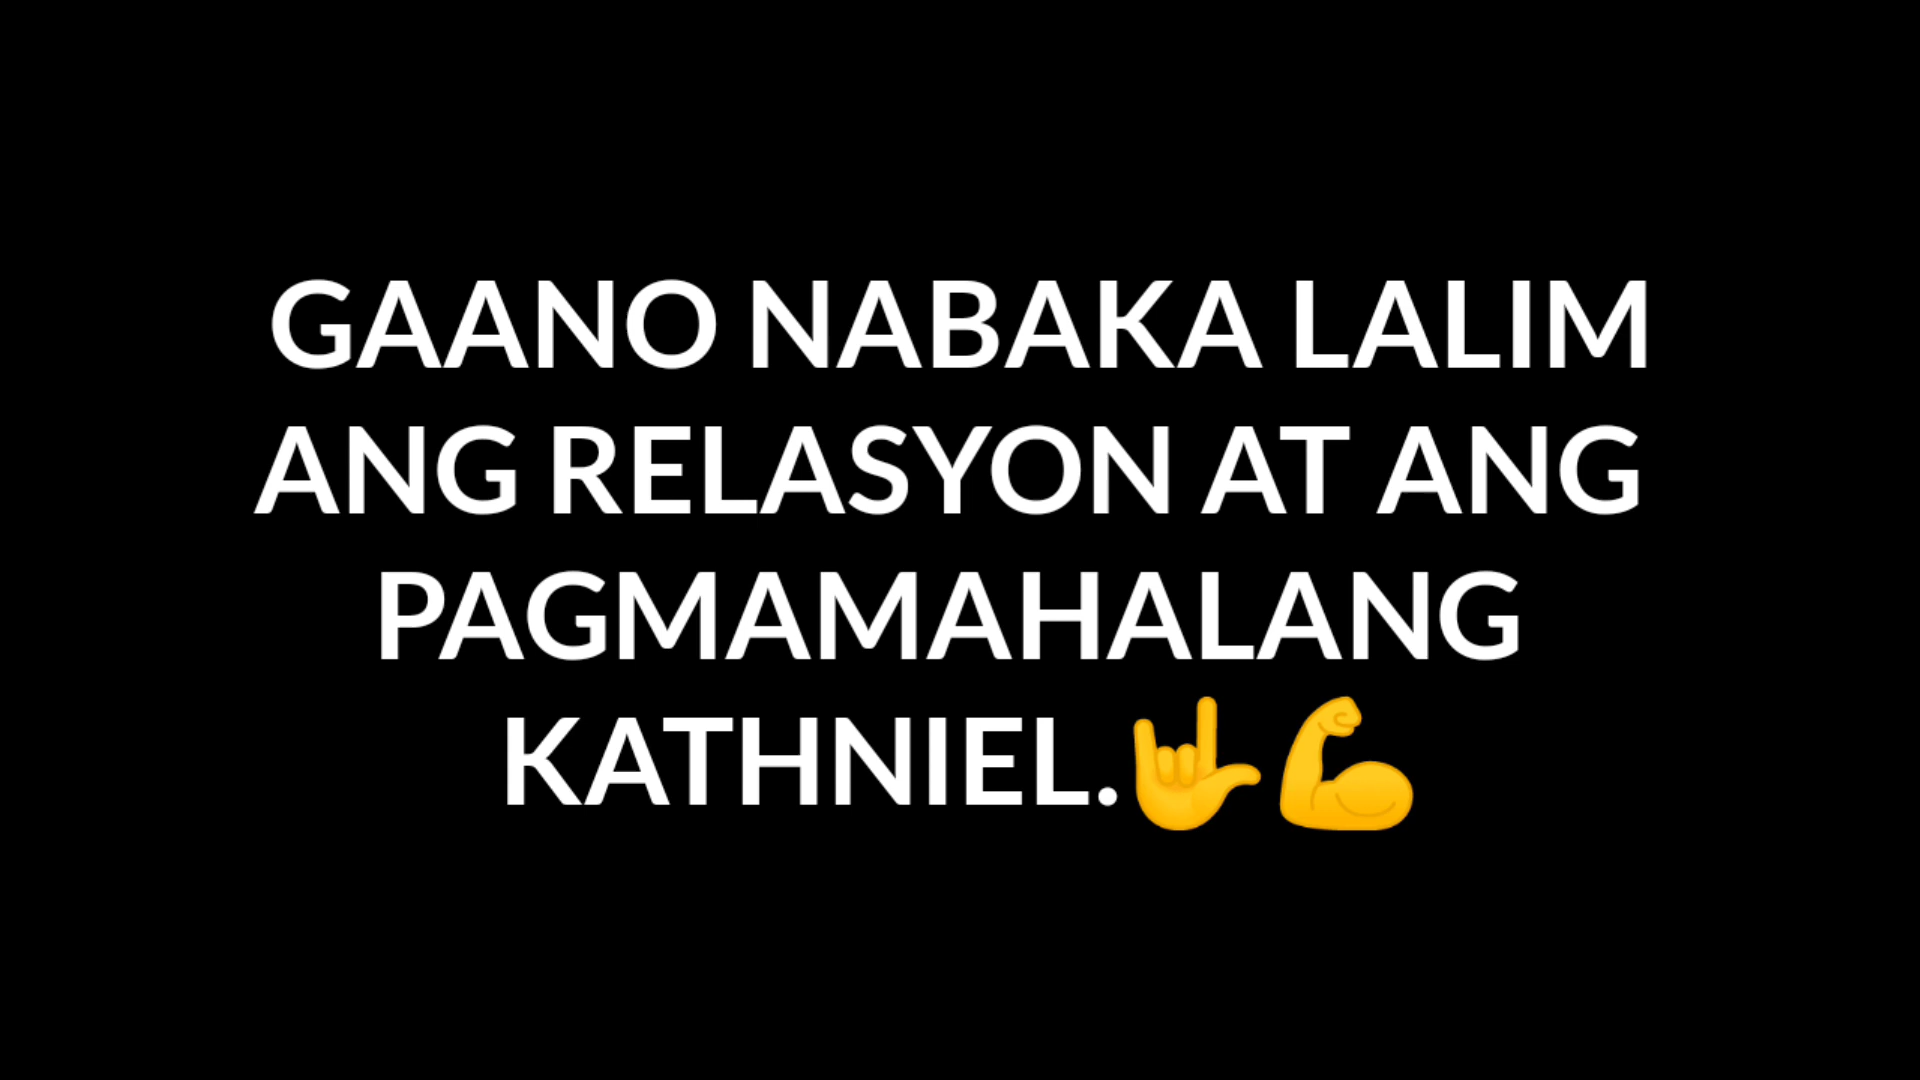 GAANO NABAKA LALIM
ANG RELASYON AT ANG
PAGMAMAHALANG
KATHNIEL.🤟💪